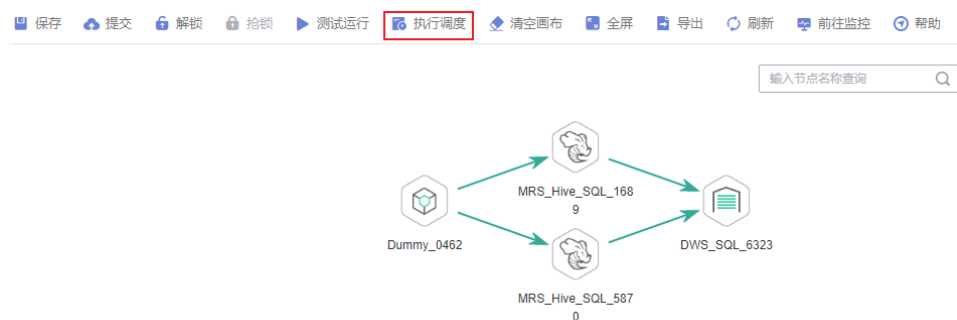 保存 提交 解锁 抢锁 测试运行 执行调度 清空画布 全屏 导出 刷新 前往监控 帮助
输入节点名称查询
MRS_Hive_SQL_168
9
Dummy_0462
DWS_SQL_6323
MRS_Hive_SQL_587
0